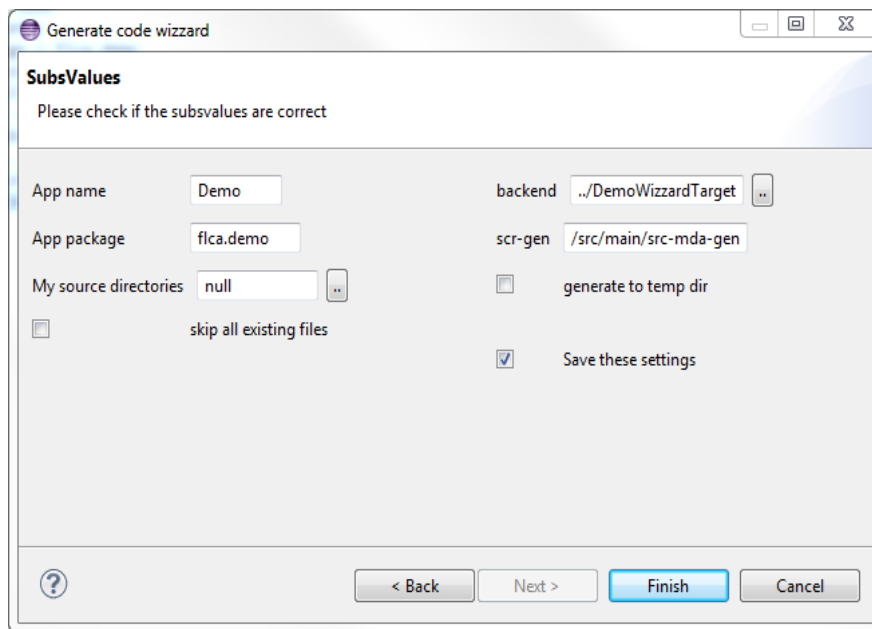 Generate code wizzard
SubsValues
Please check if the subsvalues are correct
App name Demo backend ../DemoWizzardTarget ..
App package flca.demo scr-gen /src/main/src-mda-gen
My source directories null .. generate to temp dir
skip all existing files
Save these settings
? < Back Next > Finish Cancel